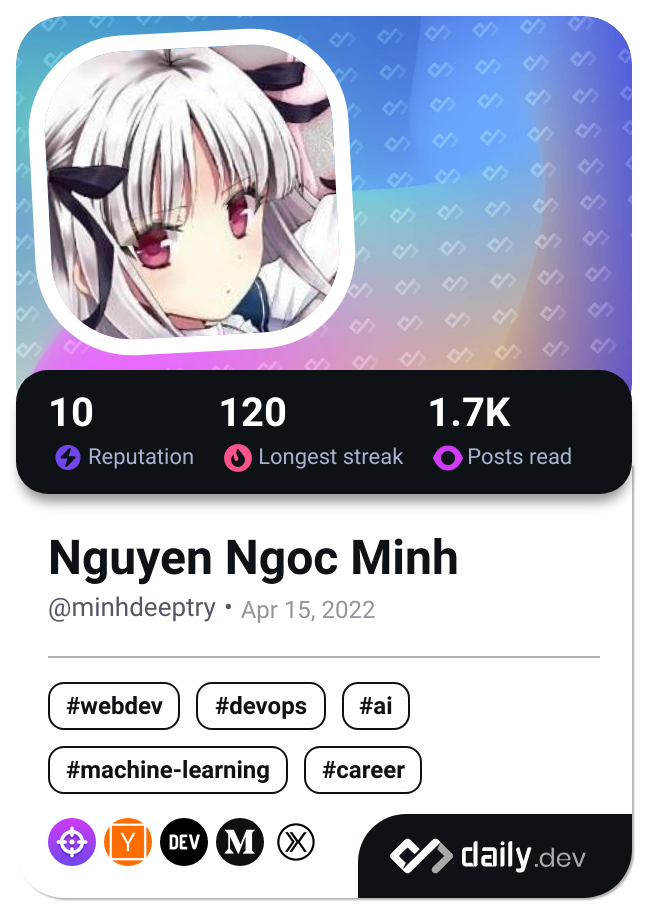 10 120 1.7K
Reputation Longest streak Posts read
Nguyen Ngoc Minh
@minhdeeptry • Apr 15, 2022
#webdev #devops #ai
#machine-learning #career
Y DEV M X
daily.dev